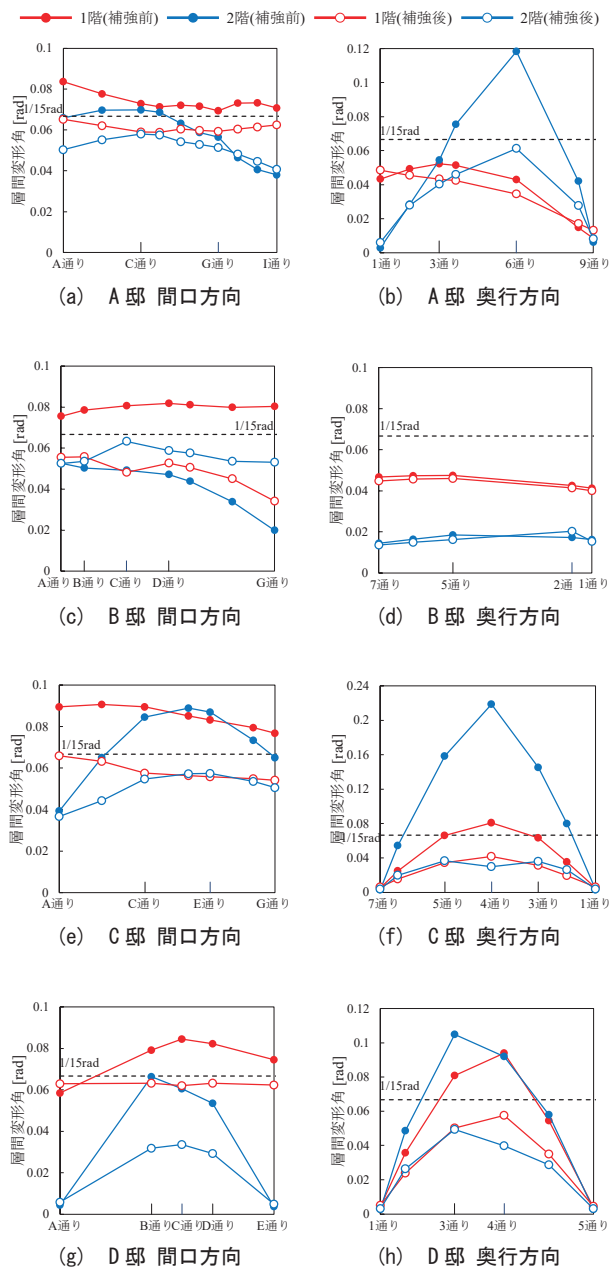 1階(補強前) 2階(補強前) 1階(補強後) 2階(補強後)
層間変形角 [rad]
0.1
0.08
0.06
0.04
0.02
0
1/15rad
A通り C通り G通り I通り
(a) A邸 間口方向
層間変形角 [rad]
0.12
0.1
0.08
0.06
0.04
0.02
0
1/15rad
1通り 3通り 6通り 9通り
(b) A邸 奥行方向
層間変形角 [rad]
0.1
0.08
0.06
0.04
0.02
0
1/15rad
A通り B通り C通り D通り G通り
(c) B邸 間口方向
層間変形角 [rad]
0.1
0.08
0.06
0.04
0.02
0
1/15rad
7通り 5通り 2通 1通り
(d) B邸 奥行方向
層間変形角 [rad]
0.1
0.08
0.06
0.04
0.02
0
1/15rad
A通り C通り E通り G通り
(e) C邸 間口方向
層間変形角 [rad]
0.24
0.2
0.16
0.12
0.08
0.04
0
1/15rad
7通り 5通り 4通り 3通り 1通り
(f) C邸 奥行方向
層間変形角 [rad]
0.1
0.08
0.06
0.04
0.02
0
1/15rad
A通り B通り C通り D通り E通り
(g) D邸 間口方向
層間変形角 [rad]
0.12
0.1
0.08
0.06
0.04
0.02
0
1/15rad
1通り 3通り 4通り 5通り
(h) D邸 奥行方向